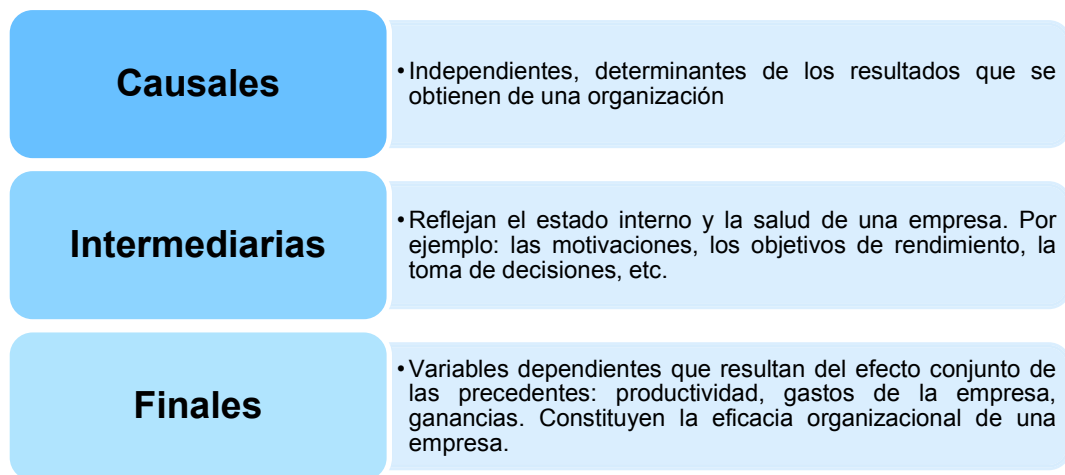 Causales
•Independientes, determinantes de los resultados que se
obtienen de una organización
Intermediarias
•Reflejan el estado interno y la salud de una empresa. Por
ejemplo: las motivaciones, los objetivos de rendimiento, la
toma de decisiones, etc.
Finales
•Variables dependientes que resultan del efecto conjunto de
las precedentes: productividad, gastos de la empresa,
ganancias. Constituyen la eficacia organizacional de una
empresa.